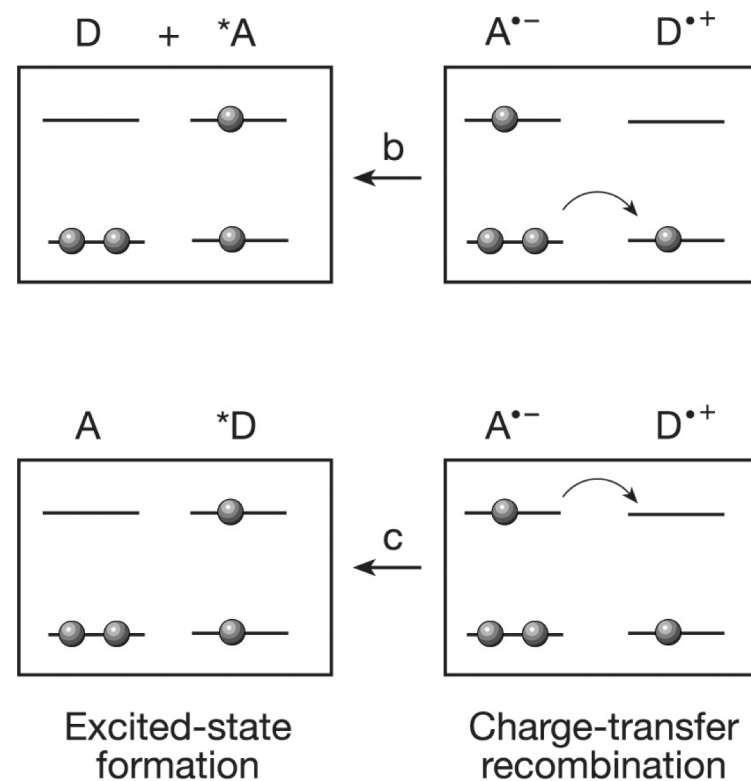 D + *A
A•− D•+
b
A *D
A•− D•+
c
Excited-state
formation
Charge-transfer
recombination